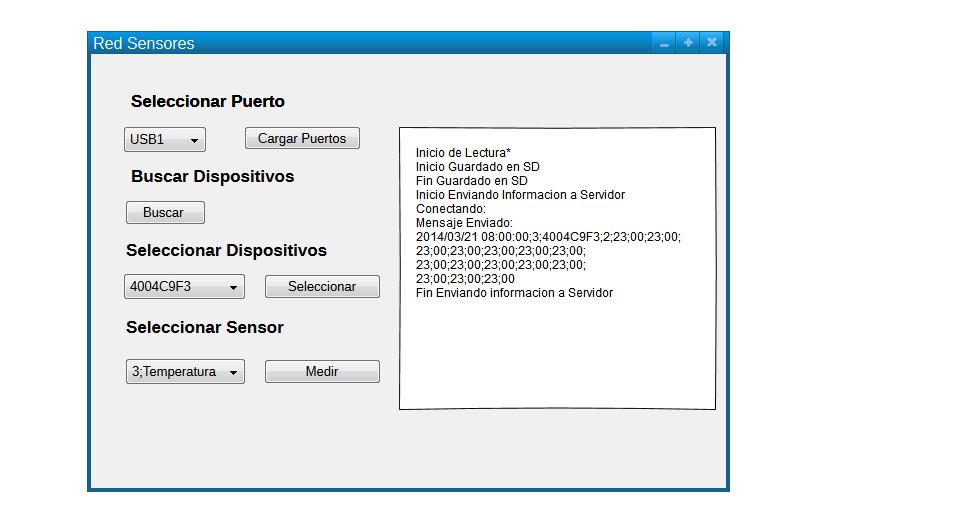 Red Sensores
Seleccionar Puerto
USB1
Cargar Puertos
Buscar Dispositivos
Buscar
Seleccionar Dispositivos
4004C9F3
Seleccionar
Seleccionar Sensor
3;Temperatura
Medir
Inicio de Lectura*
Inicio Guardado en SD
Fin Guardado en SD
Inicio Enviando Informacion a Servidor
Conectando:
Mensaje Enviado:
2014/03/21 08:00:00;3;4004C9F3;2;23;00;23;00;
23;00;23;00;23;00;23;00;23;00;
23;00;23;00;23;00;23;00;23;00;
23;00;23;00;23;00
Fin Enviando informacion a Servidor